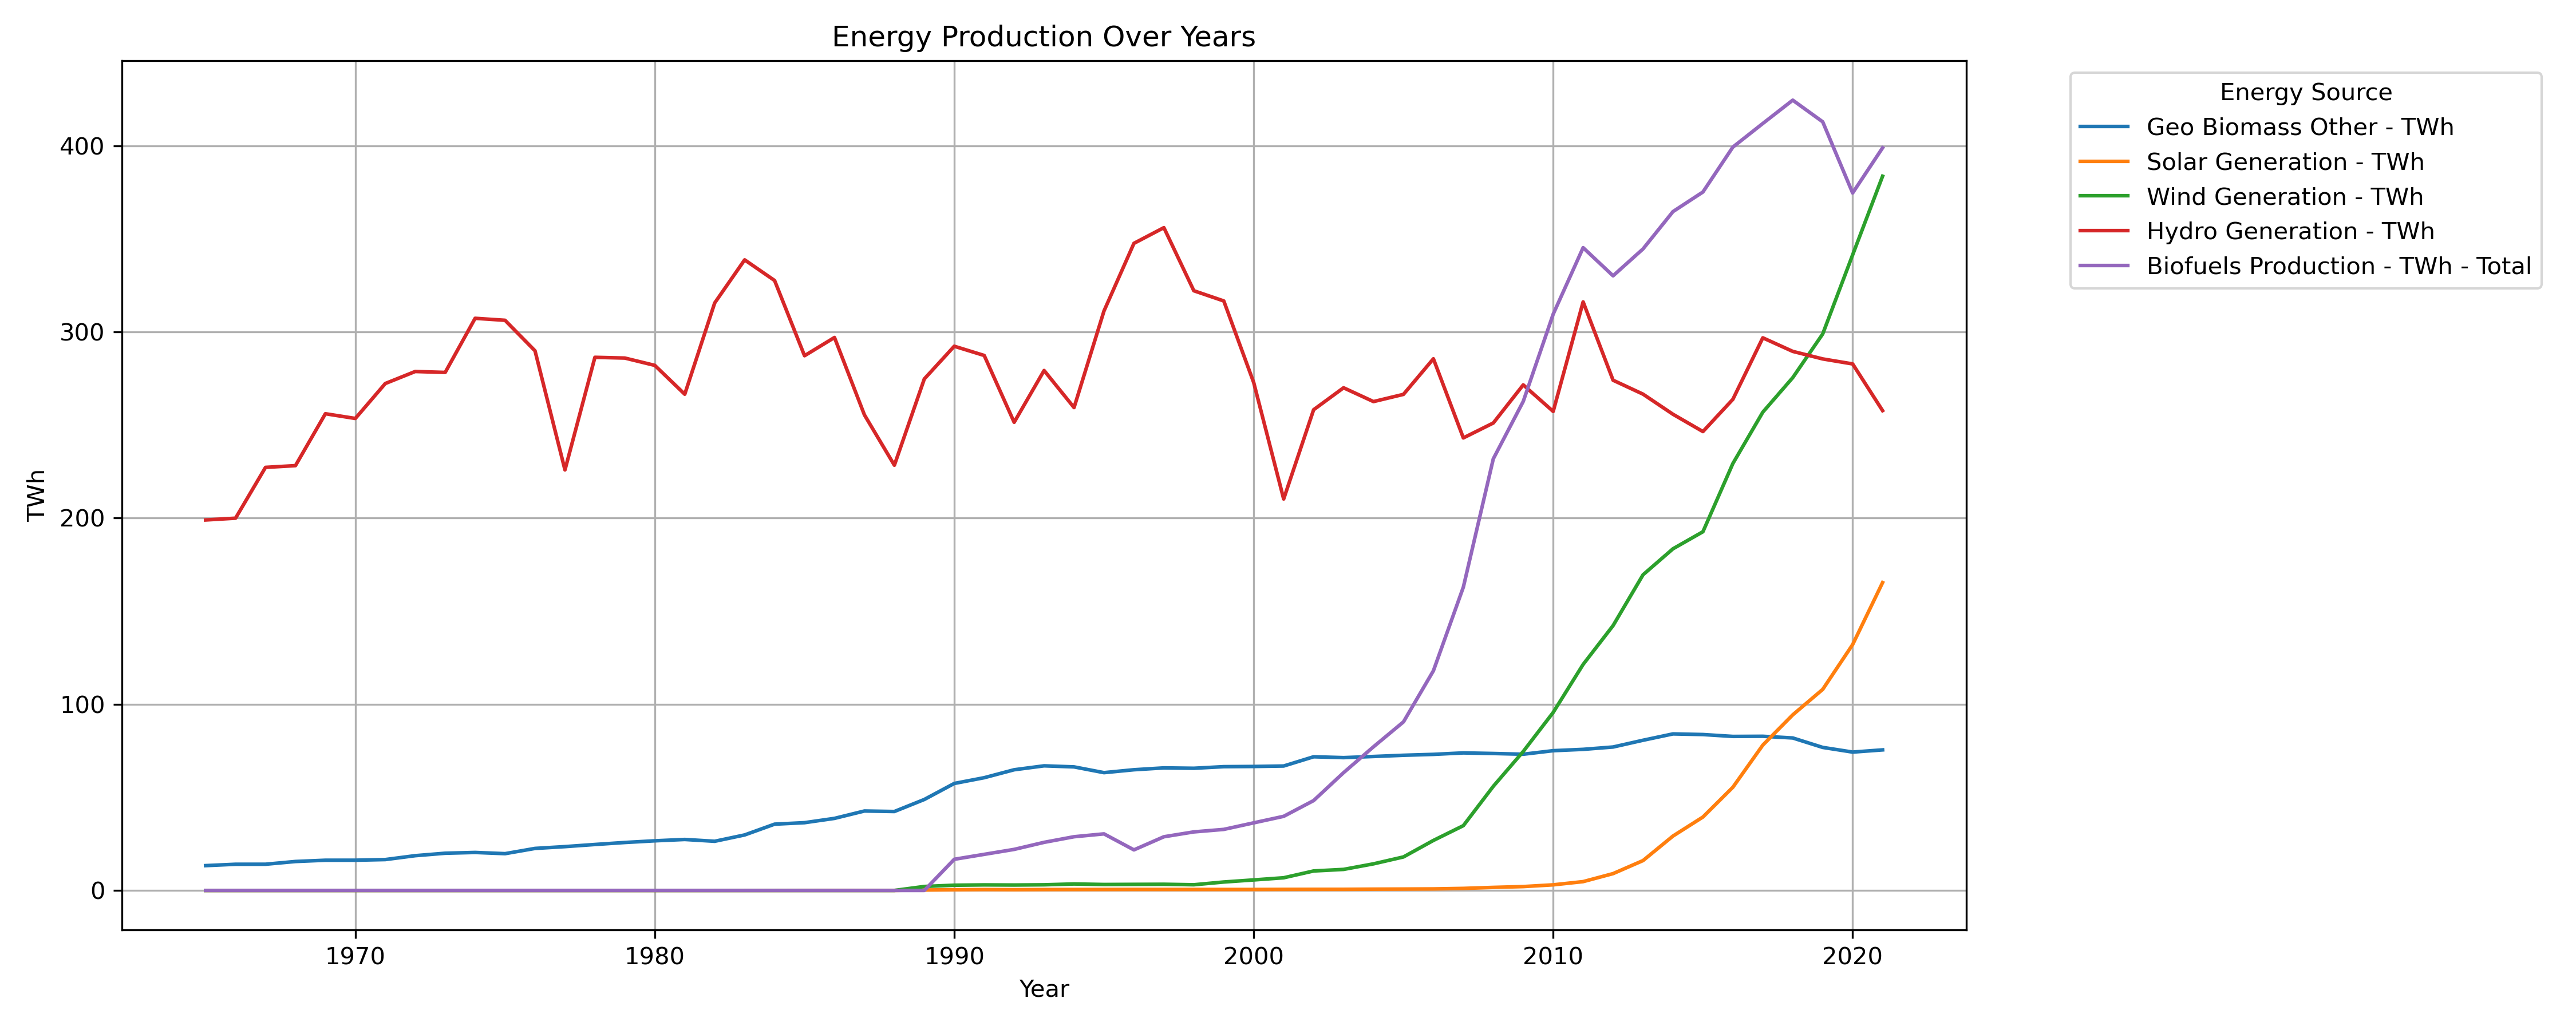 Energy Production Over Years
400
300
200
100
0
TWh
1970
1980
1990
2000
2010
2020
Year
Energy Source
Geo Biomass Other - TWh
Solar Generation - TWh
Wind Generation - TWh
Hydro Generation - TWh
Biofuels Production - TWh - Total